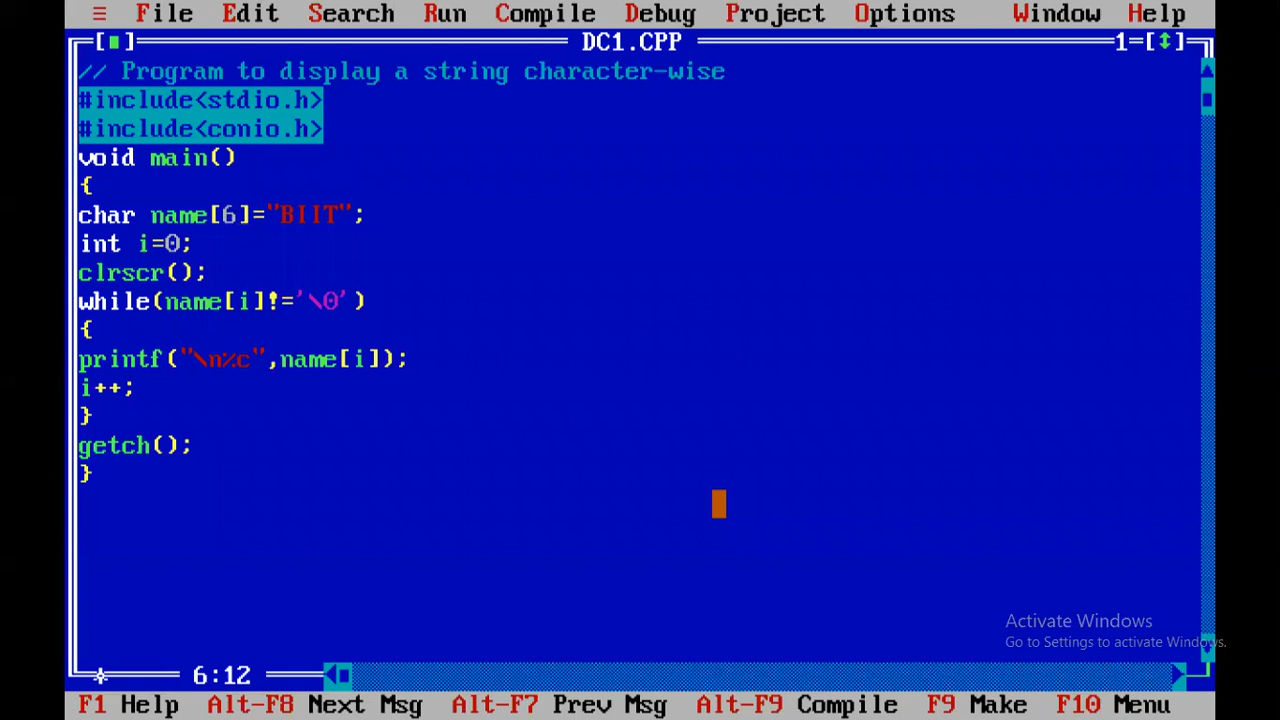 ≡ File Edit Search Run Compile Debug Project Options Window Help
[■] DC1.CPP 1=[↕]
// Program to display a string character-wise
#include<stdio.h>
#include<conio.h>
void main()
{
char name[6]="BIIT";
int i=0;
clrscr();
while(name[i]!='\0')
{
printf("\n%c",name[i]);
i++;
}
getch();
}
Activate Windows
Go to Settings to activate Windows.
6:12
F1 Help Alt-F8 Next Msg Alt-F7 Prev Msg Alt-F9 Compile F9 Make F10 Menu